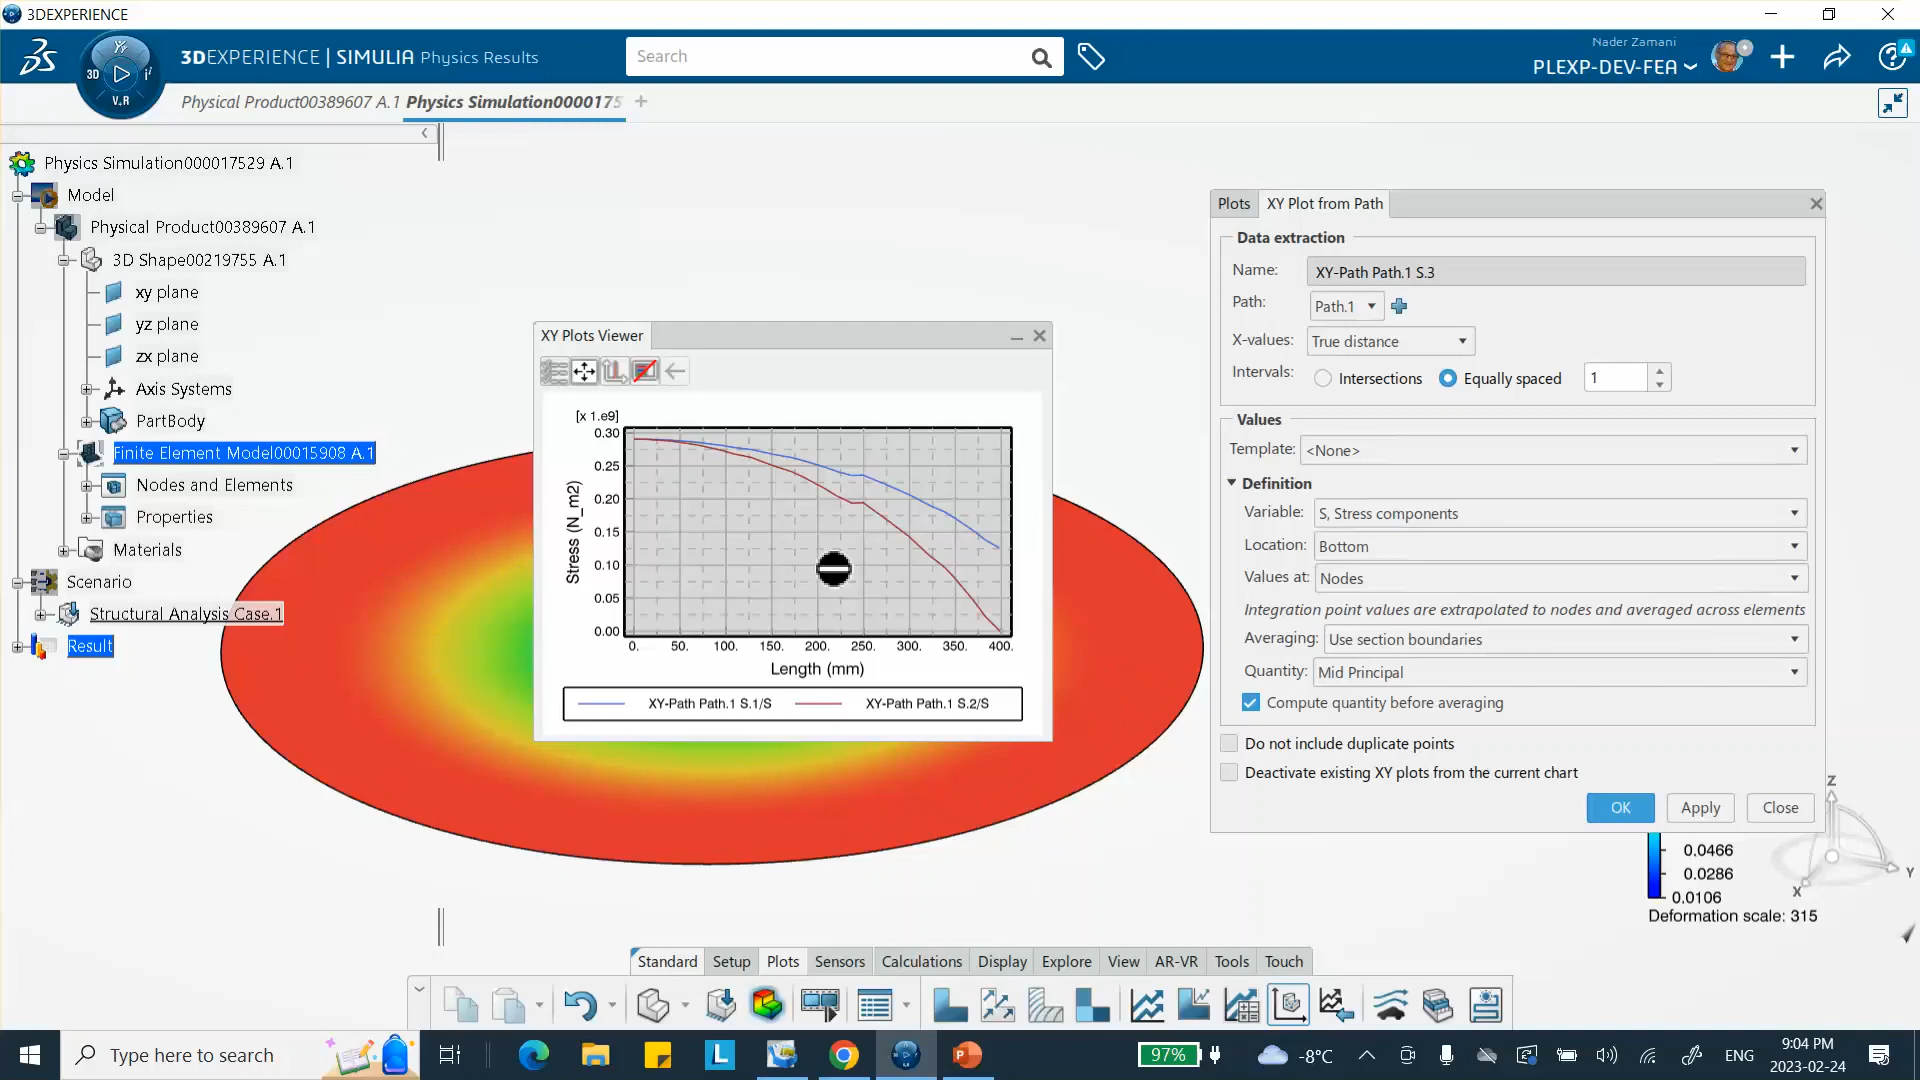 3DEXPERIENCE
3DEXPERIENCE | SIMULIA Physics Results
Search
Nader Zamani
PLEXP-DEV-FEA
3D
V.R
Physical Product00389607 A.1
Physics Simulation0000175
Physics Simulation000017529 A.1
Model
Physical Product00389607 A.1
3D Shape00219755 A.1
xy plane
yz plane
zx plane
Axis Systems
PartBody
Finite Element Model00015908 A.1
Nodes and Elements
Properties
Materials
Scenario
Structural Analysis Case.1
Result
XY Plots Viewer
[x 1.e9]
0.30
0.25
0.20
0.15
0.10
0.05
0.00
Stress (N_m2)
0. 50. 100. 150. 200. 250. 300. 350. 400.
Length (mm)
XY-Path Path.1 S.1/S XY-Path Path.1 S.2/S
Plots XY Plot from Path
Data extraction
Name: XY-Path Path.1 S.3
Path: Path.1
X-values: True distance
Intervals: Intersections Equally spaced 1
Values
Template: <None>
Definition
Variable: S, Stress components
Location: Bottom
Values at: Nodes
Integration point values are extrapolated to nodes and averaged across elements
Averaging: Use section boundaries
Quantity: Mid Principal
Compute quantity before averaging
Do not include duplicate points
Deactivate existing XY plots from the current chart
OK Apply Close
0.0466
0.0286
0.0106
Deformation scale: 315
Z
Y
X
Standard Setup Plots Sensors Calculations Display Explore View AR-VR Tools Touch
Type here to search
97%
-8°C
ENG
9:04 PM
2023-02-24